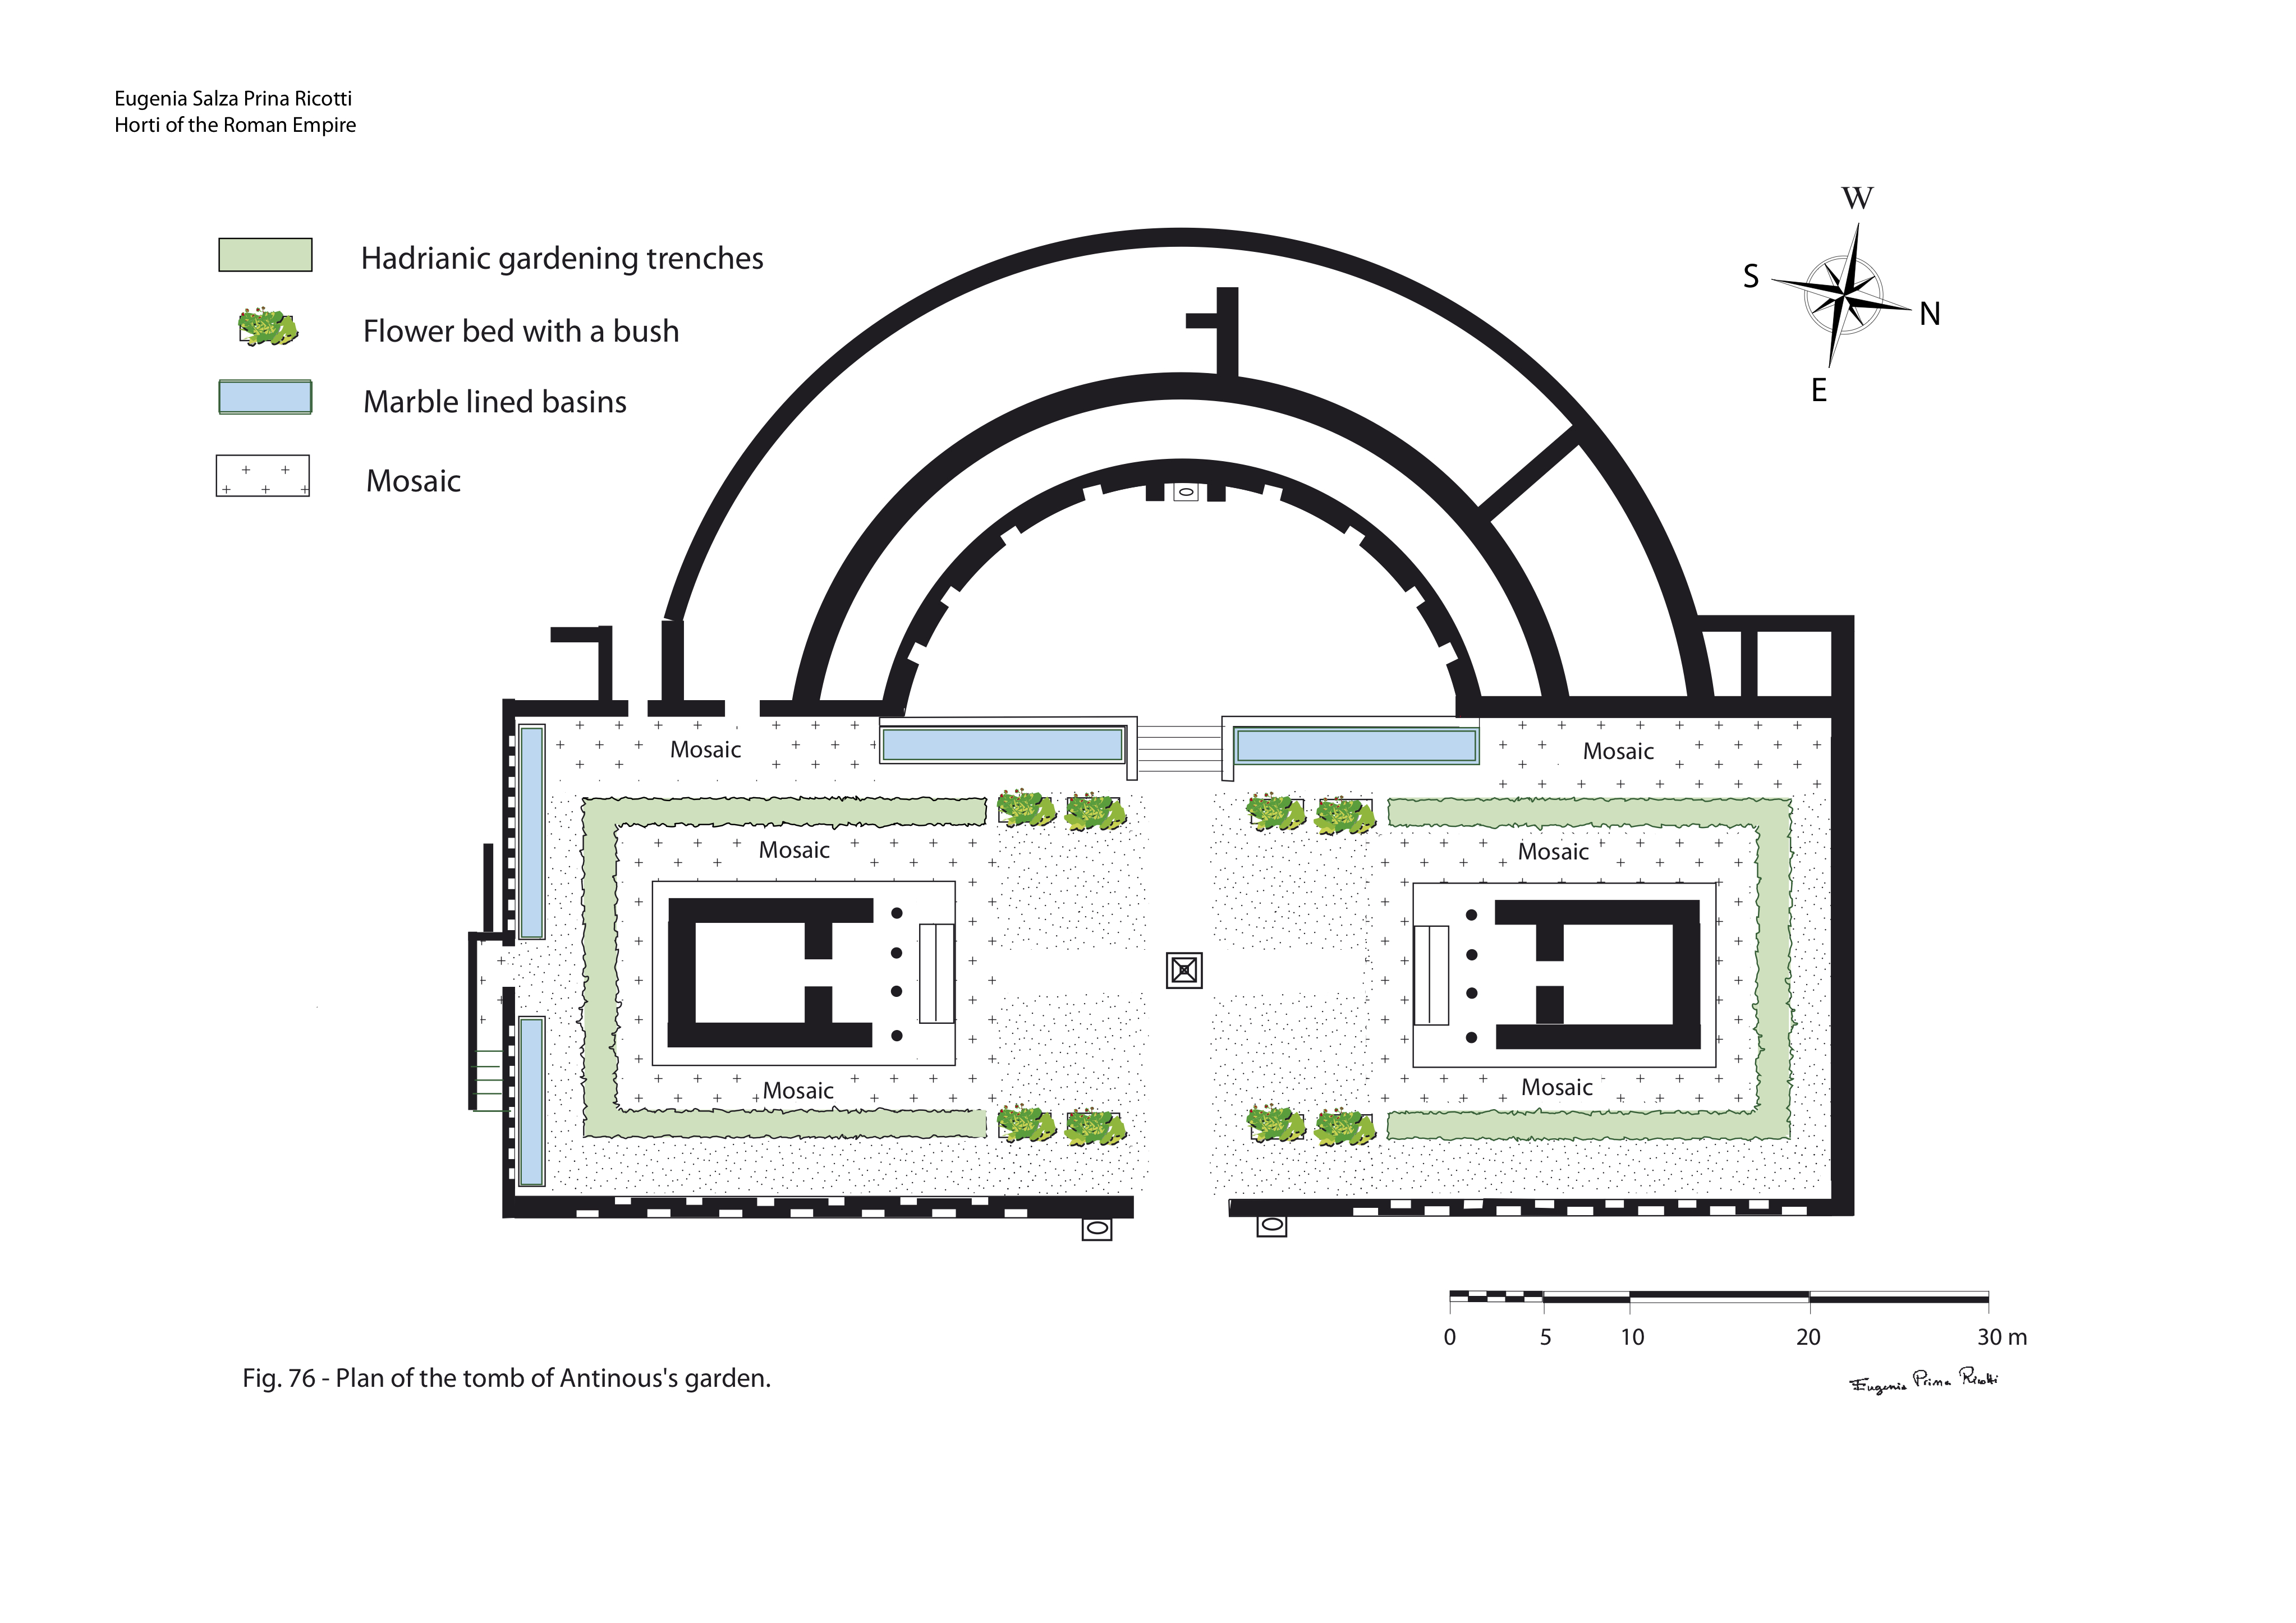 Eugenia Salza Prina Ricotti
Horti of the Roman Empire
W
S
N
E
Hadrianic gardening trenches
Flower bed with a bush
Marble lined basins
Mosaic
Mosaic
Mosaic
Mosaic
Mosaic
Mosaic
Mosaic
0 5 10 20 30 m
Fig. 76 - Plan of the tomb of Antinous's garden.
Eugenia Prina Ricotti